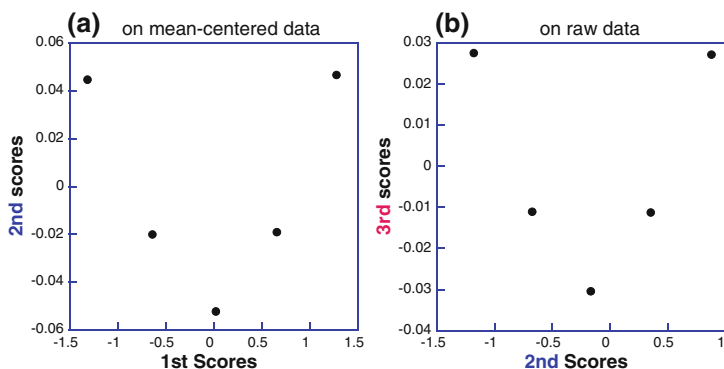 (a) on mean-centered data
0.06
0.04
0.02
0
-0.02
-0.04
-0.06
2nd scores
-1.5 -1 -0.5 0 0.5 1 1.5
1st Scores
(b) on raw data
0.03
0.02
0.01
0
-0.01
-0.02
-0.03
-0.04
3rd scores
-1.5 -1 -0.5 0 0.5 1
2nd Scores